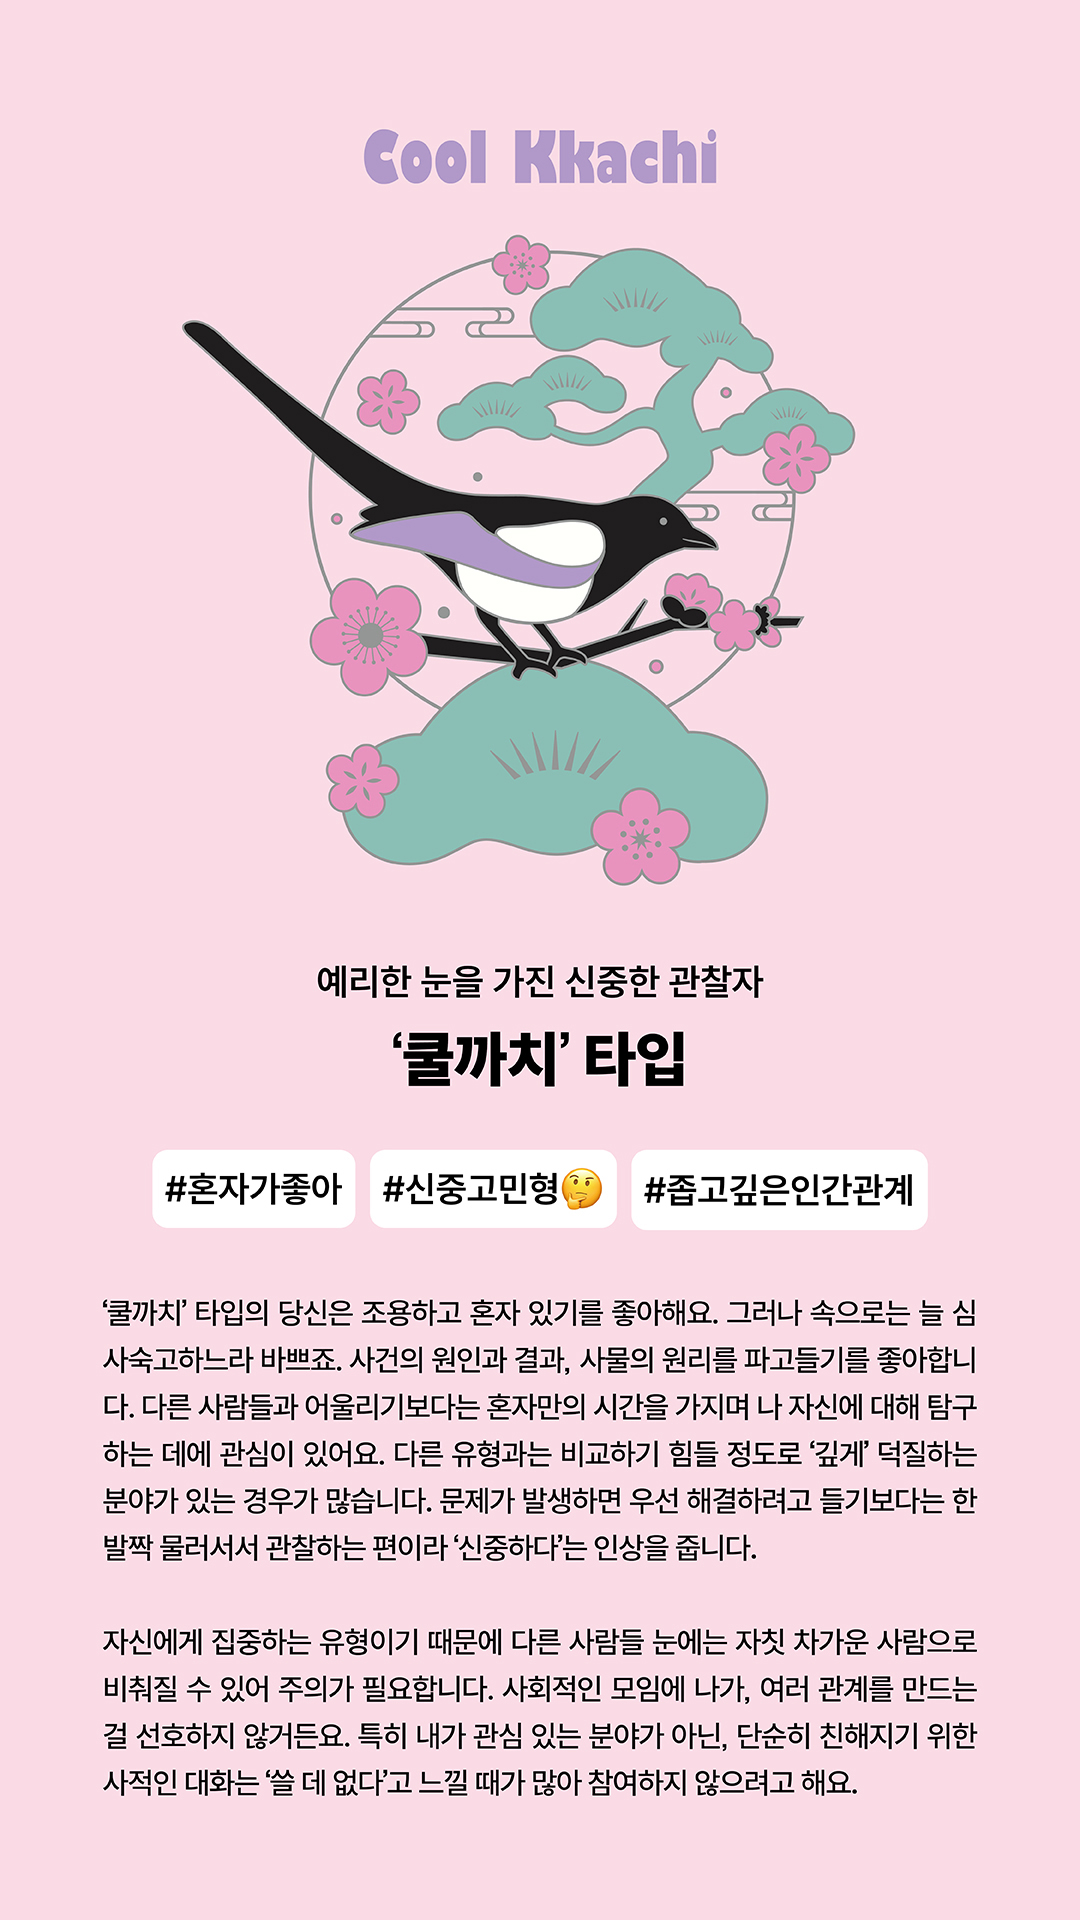 Cool Kkachi
예리한 눈을 가진 신중한 관찰자
‘쿨까치’ 타입
#혼자가좋아 #신중고민형🤔 #좁고깊은인간관계
‘쿨까치’ 타입의 당신은 조용하고 혼자 있기를 좋아해요. 그러나 속으로는 늘 심
사숙고하느라 바쁘죠. 사건의 원인과 결과, 사물의 원리를 파고들기를 좋아합니
다. 다른 사람들과 어울리기보다는 혼자만의 시간을 가지며 나 자신에 대해 탐구
하는 데에 관심이 있어요. 다른 유형과는 비교하기 힘들 정도로 ‘깊게’ 덕질하는
분야가 있는 경우가 많습니다. 문제가 발생하면 우선 해결하려고 들기보다는 한
발짝 물러서서 관찰하는 편이라 ‘신중하다’는 인상을 줍니다.
자신에게 집중하는 유형이기 때문에 다른 사람들 눈에는 자칫 차가운 사람으로
비춰질 수 있어 주의가 필요합니다. 사회적인 모임에 나가, 여러 관계를 만드는
걸 선호하지 않거든요. 특히 내가 관심 있는 분야가 아닌, 단순히 친해지기 위한
사적인 대화는 ‘쓸 데 없다’고 느낄 때가 많아 참여하지 않으려고 해요.